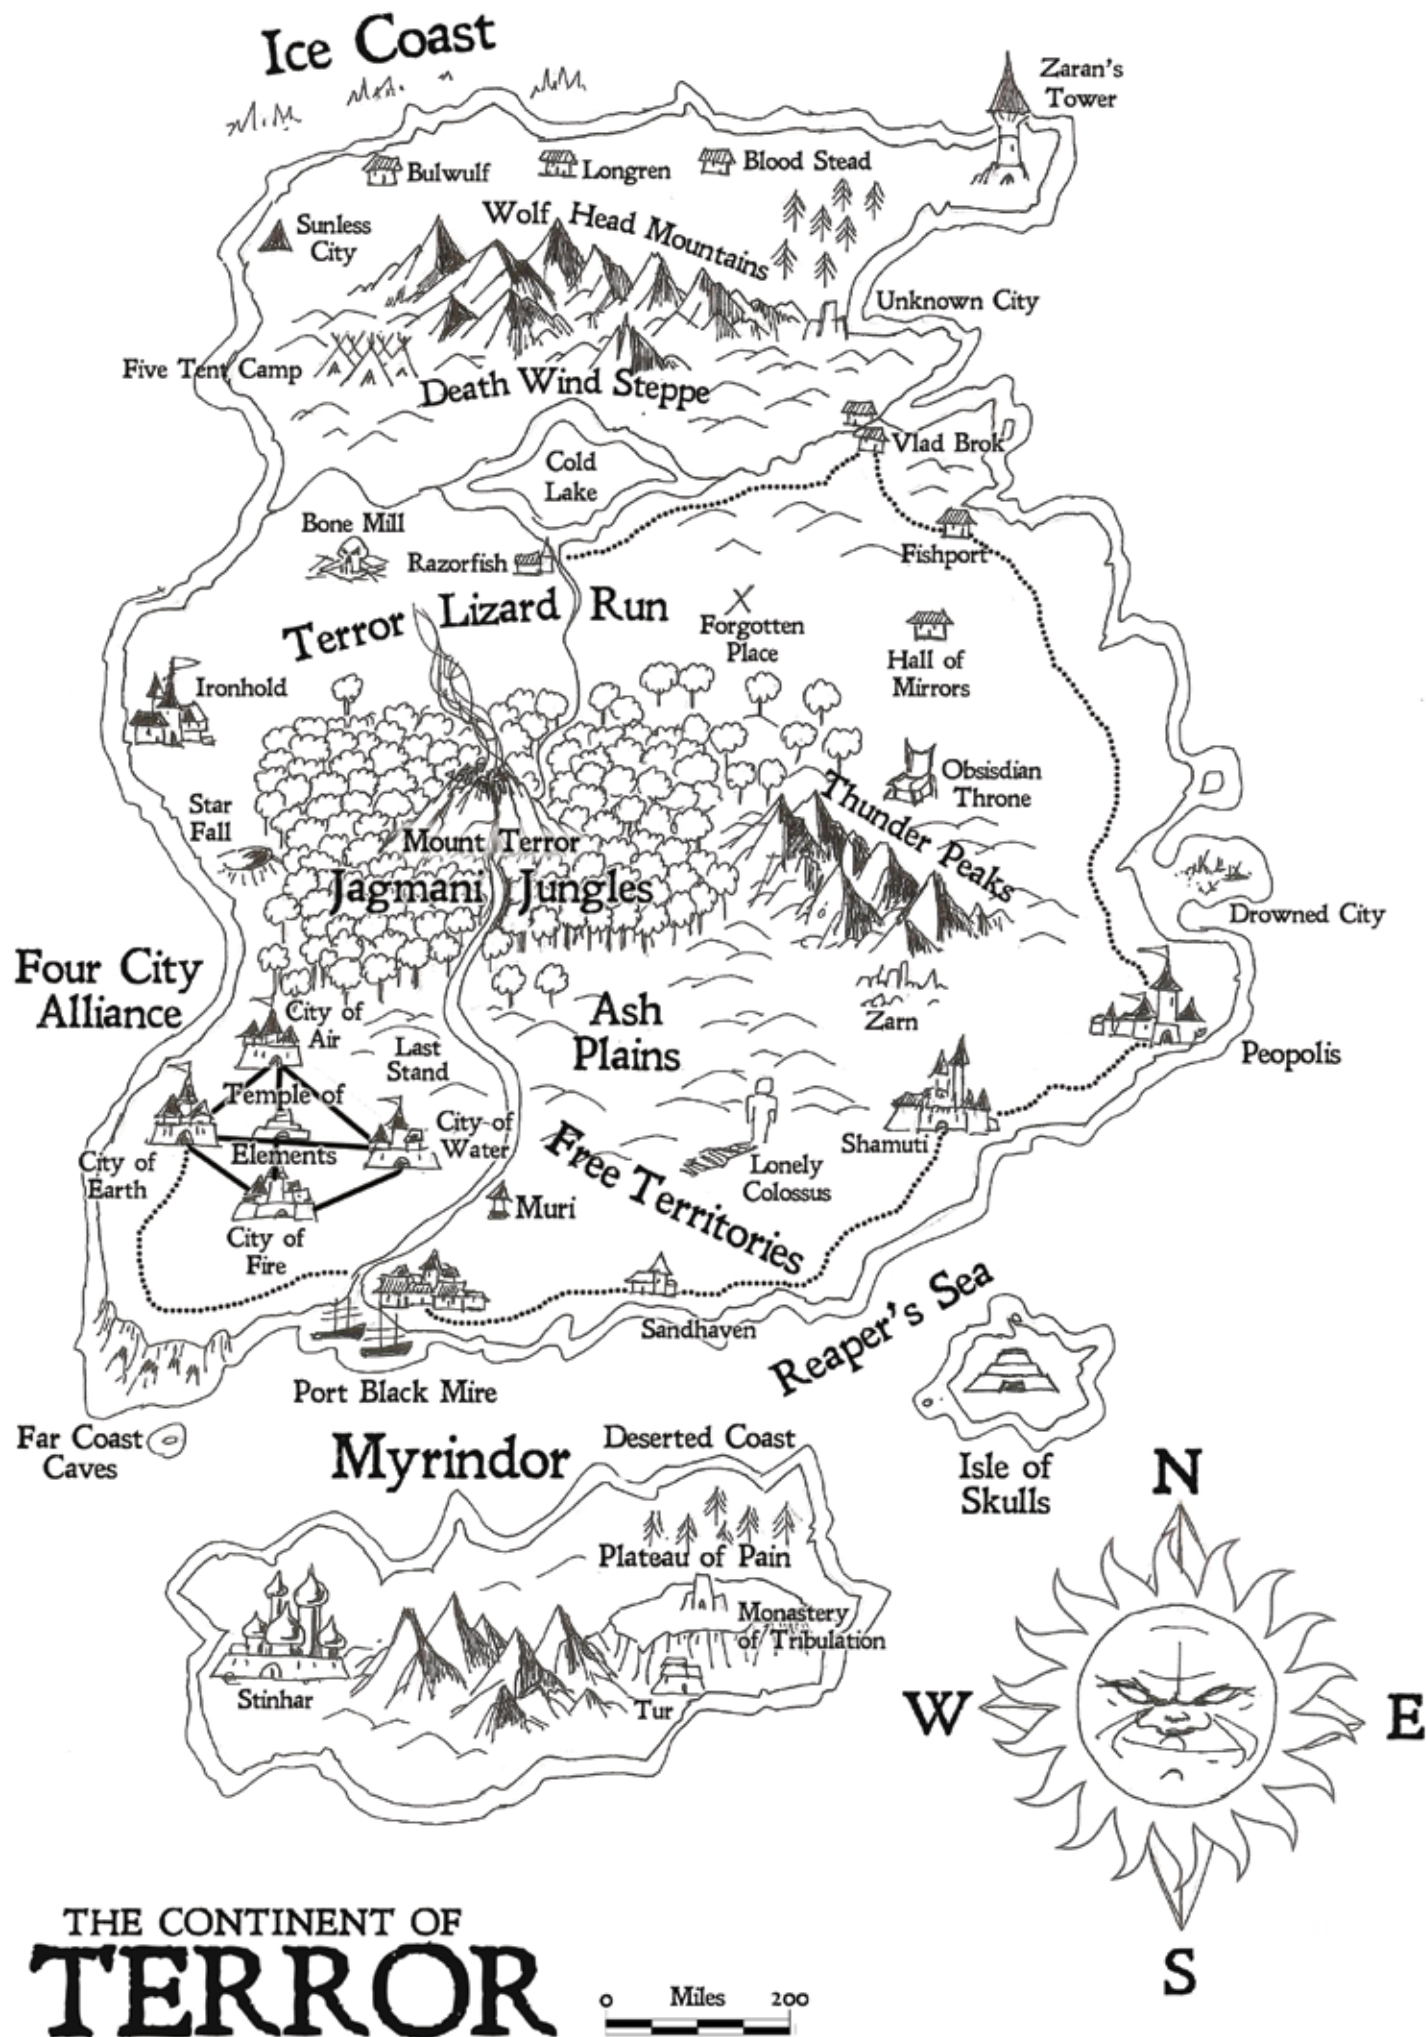 Ice Coast
Zaran's
Tower
Bulwulf
Longren
Blood Stead
Wolf Head Mountains
Sunless
City
Unknown City
Five Tent Camp
Death Wind Steppe
Vlad Brok
Cold
Lake
Bone Mill
Razorfish
Fishport
Terror Lizard Run
Forgotten
Place
Hall of
Mirrors
Ironhold
Obsisdian
Throne
Star
Fall
Thunder Peaks
Mount Terror
Jagmani Jungles
Drowned City
Four City
Alliance
City of
Air
Ash
Plains
Zarn
Last
Stand
Peopolis
Temple of
Elements
City of
Water
Shamuti
City of
Earth
Free Territories
Lonely
Colossus
Muri
City of
Fire
Reaper's Sea
Sandhaven
Port Black Mire
Far Coast
Caves
Myrindor
Deserted Coast
Isle of
Skulls
N
Plateau of Pain
Monastery
of Tribulation
Stinhar
Tur
W
E
S
THE CONTINENT OF
TERROR
0 Miles 200